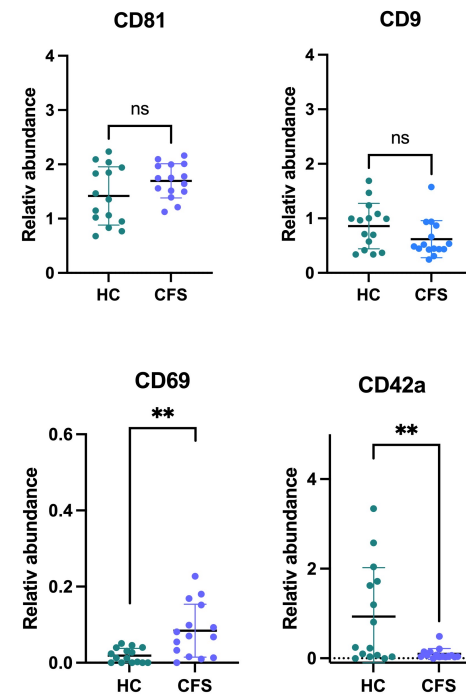 CD81
Relativ abundance
4
3
2
1
0
ns
HC CFS
CD9
Relativ abundance
4
3
2
1
0
ns
HC CFS
CD69
Relativ abundance
0.6
0.4
0.2
0.0
**
HC CFS
CD42a
Relativ abundance
4
2
0
**
HC CFS